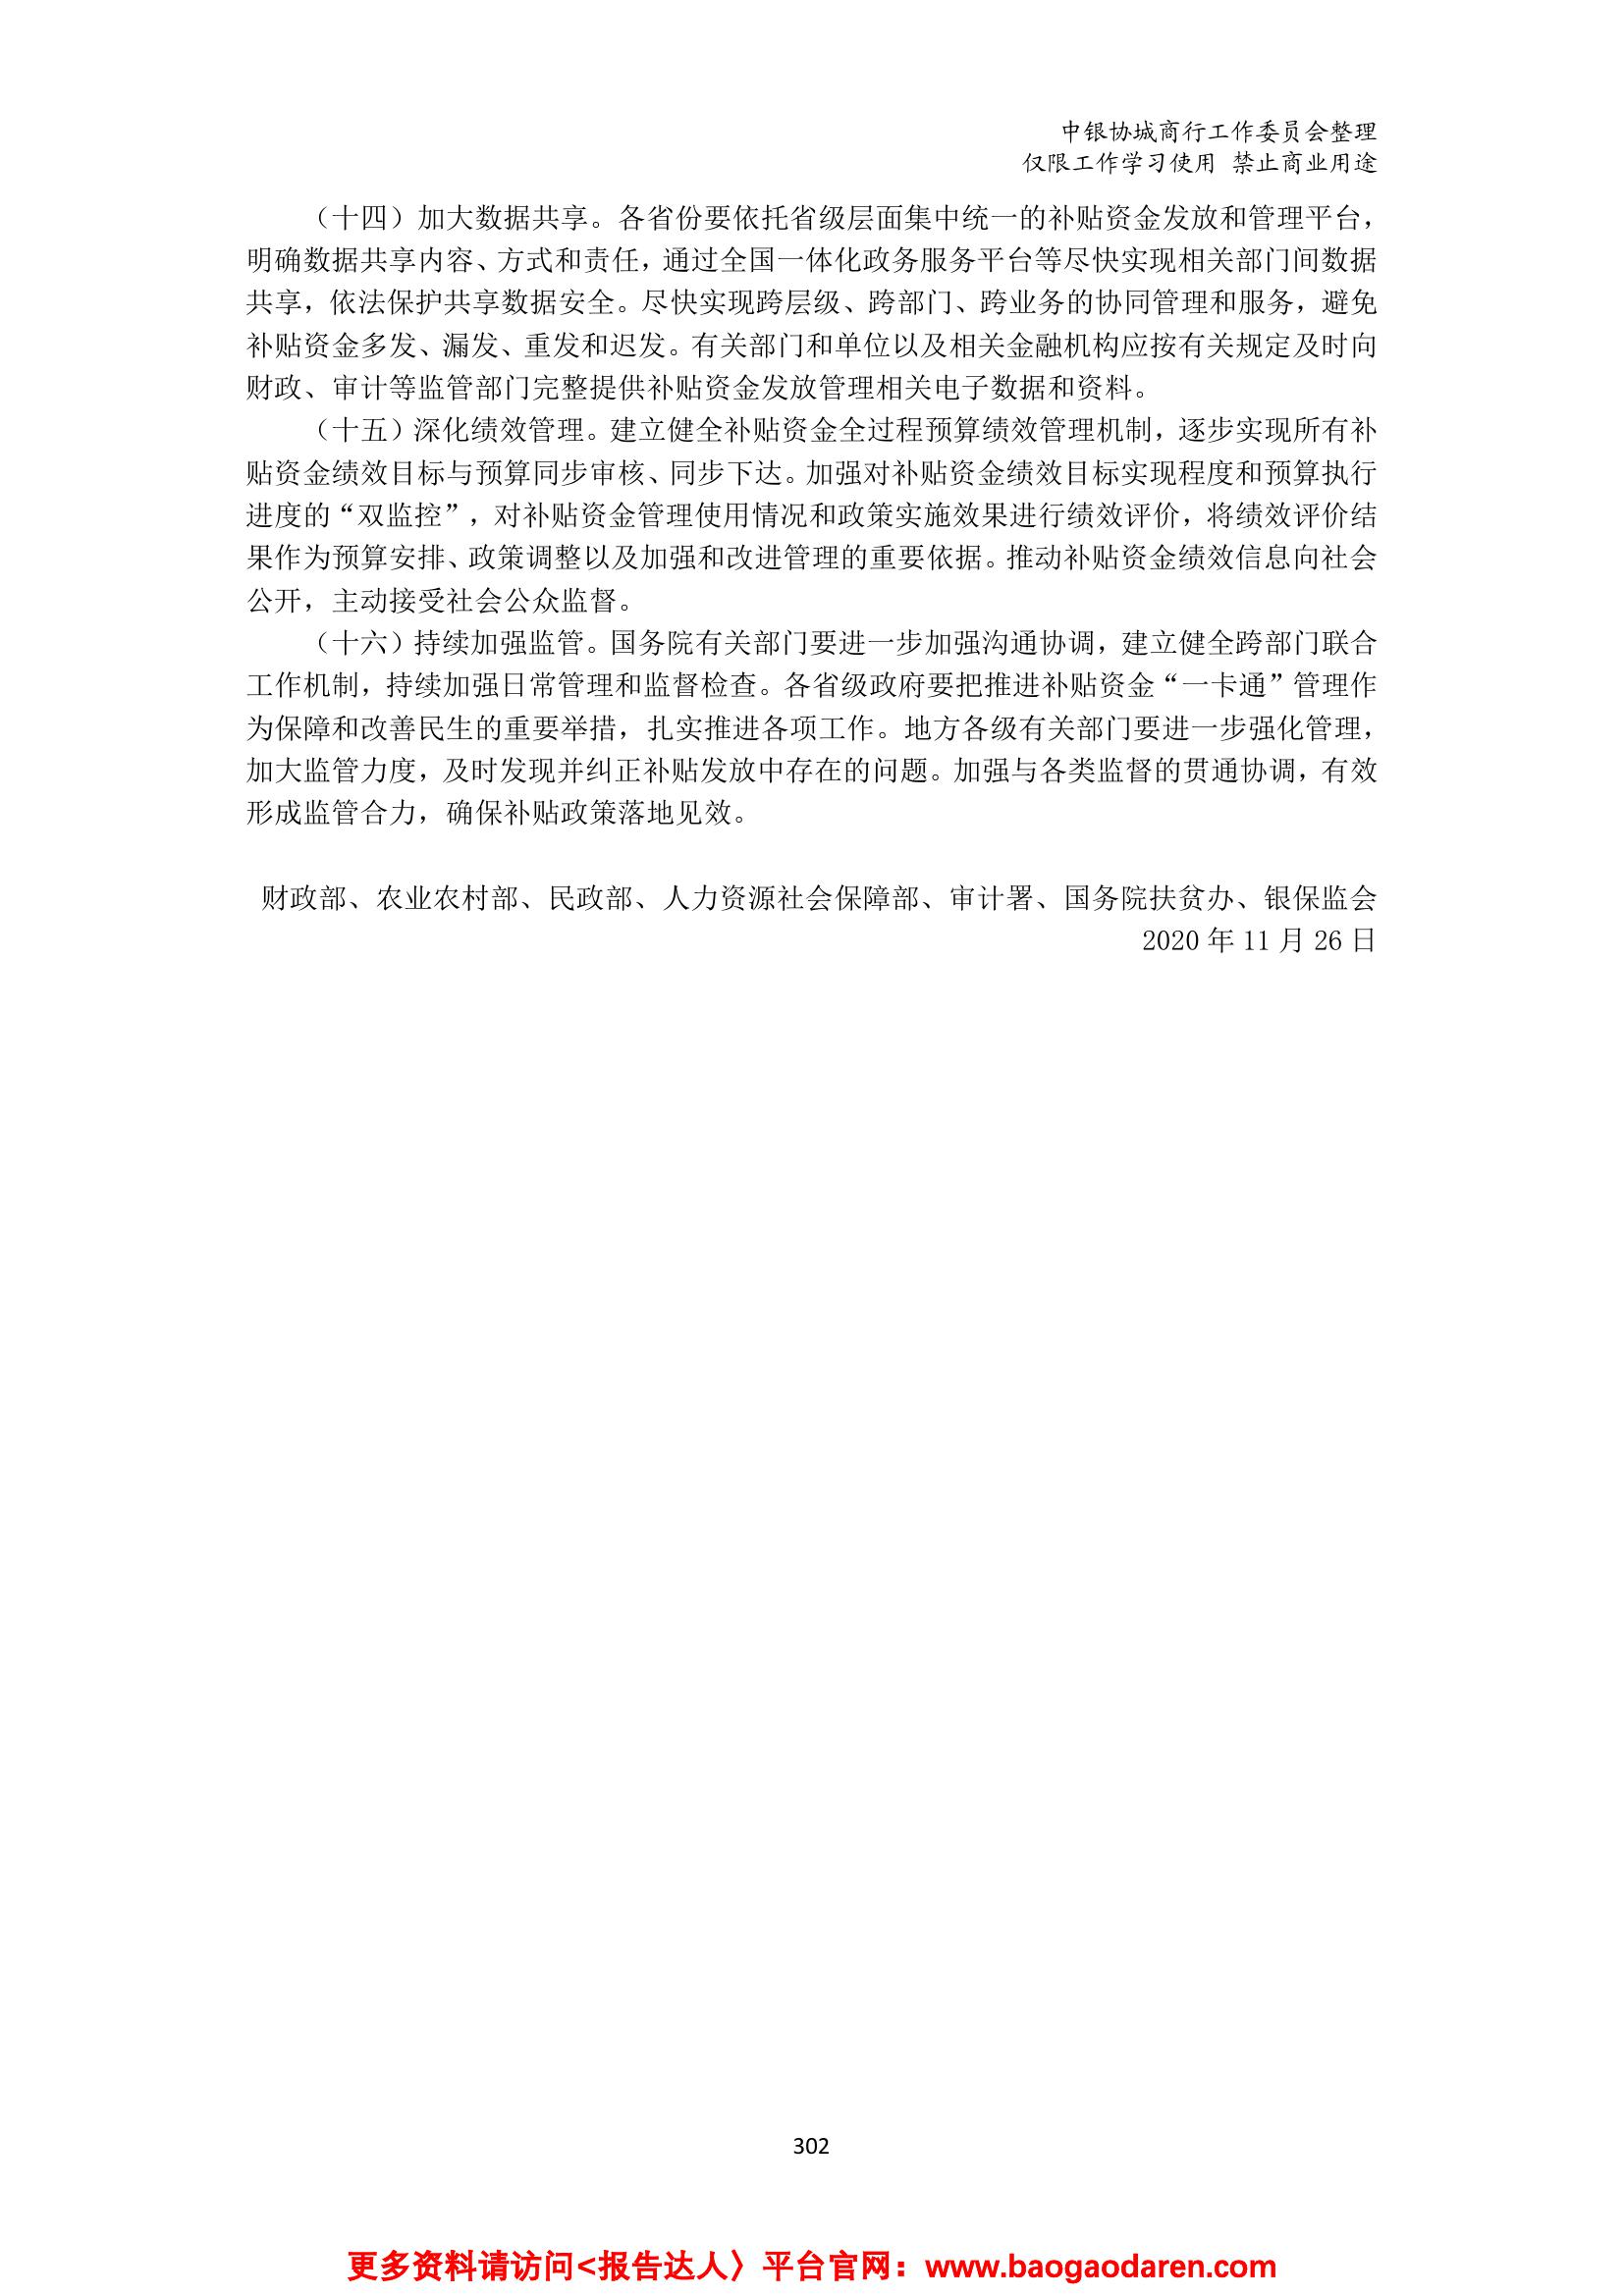 中银协城商行工作委员会整理
仅限工作学习使用 禁止商业用途
（十四）加大数据共享。各省份要依托省级层面集中统一的补贴资金发放和管理平台，
明确数据共享内容、方式和责任，通过全国一体化政务服务平台等尽快实现相关部门间数据
共享，依法保护共享数据安全。尽快实现跨层级、跨部门、跨业务的协同管理和服务，避免
补贴资金多发、漏发、重发和迟发。有关部门和单位以及相关金融机构应按有关规定及时向
财政、审计等监管部门完整提供补贴资金发放管理相关电子数据和资料。
（十五）深化绩效管理。建立健全补贴资金全过程预算绩效管理机制，逐步实现所有补
贴资金绩效目标与预算同步审核、同步下达。加强对补贴资金绩效目标实现程度和预算执行
进度的“双监控”，对补贴资金管理使用情况和政策实施效果进行绩效评价，将绩效评价结
果作为预算安排、政策调整以及加强和改进管理的重要依据。推动补贴资金绩效信息向社会
公开，主动接受社会公众监督。
（十六）持续加强监管。国务院有关部门要进一步加强沟通协调，建立健全跨部门联合
工作机制，持续加强日常管理和监督检查。各省级政府要把推进补贴资金“一卡通”管理作
为保障和改善民生的重要举措，扎实推进各项工作。地方各级有关部门要进一步强化管理，
加大监管力度，及时发现并纠正补贴发放中存在的问题。加强与各类监督的贯通协调，有效
形成监管合力，确保补贴政策落地见效。
财政部、农业农村部、民政部、人力资源社会保障部、审计署、国务院扶贫办、银保监会
2020 年 11 月 26 日
302
更多资料请访问<报告达人〉平台官网：www.baogaodaren.com